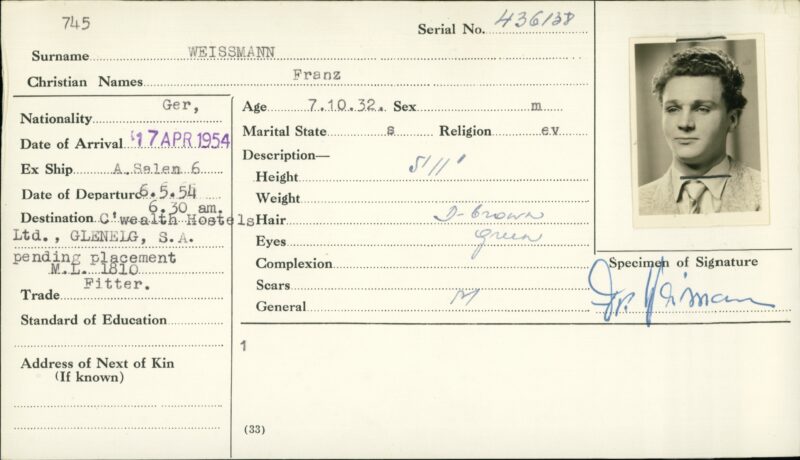 745
Serial No. 436138
Surname WEISSMANN
Christian Names Franz
Nationality Ger,
Date of Arrival 17 APR 1954
Ex Ship A.Salen 6
Date of Departure 6.5.54
6.30 am.
Destination C'wealth Hostels
Ltd., GLENELG, S.A.
pending placement
M.L. 1810
Trade Fitter.
Standard of Education
Address of Next of Kin
(If known)
Age 7.10.32. Sex m
Marital State s Religion ev
Description—
Height 5'11"
Weight
Hair D-brown
Eyes green
Complexion
Scars
General M
1
(33)
Specimen of Signature